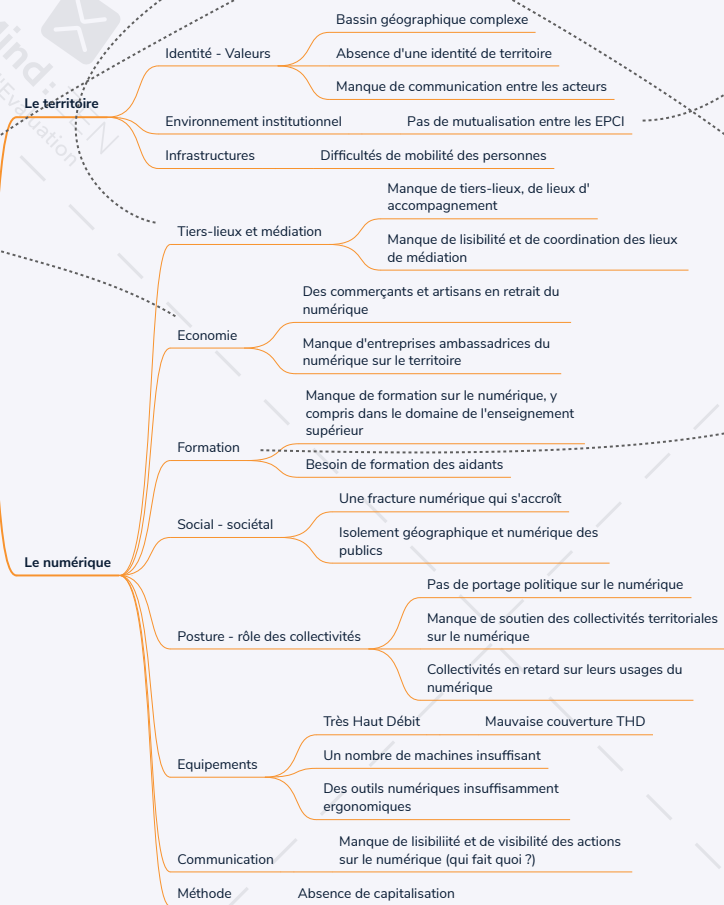 Bassin géographique complexe
Identité - Valeurs
Absence d'une identité de territoire
Manque de communication entre les acteurs
Le territoire
Environnement institutionnel
Pas de mutualisation entre les EPCI
Infrastructures
Difficultés de mobilité des personnes
Manque de tiers-lieux, de lieux d'
accompagnement
Tiers-lieux et médiation
Manque de lisibilité et de coordination des lieux
de médiation
Des commerçants et artisans en retrait du
numérique
Economie
Manque d'entreprises ambassadrices du
numérique sur le territoire
Manque de formation sur le numérique, y
compris dans le domaine de l'enseignement
supérieur
Formation
Besoin de formation des aidants
Une fracture numérique qui s'accroît
Social - sociétal
Isolement géographique et numérique des
publics
Le numérique
Pas de portage politique sur le numérique
Manque de soutien des collectivités territoriales
sur le numérique
Posture - rôle des collectivités
Collectivités en retard sur leurs usages du
numérique
Très Haut Débit
Mauvaise couverture THD
Equipements
Un nombre de machines insuffisant
Des outils numériques insuffisamment
ergonomiques
Manque de lisibiliité et de visibilité des actions
sur le numérique (qui fait quoi ?)
Communication
Méthode
Absence de capitalisation